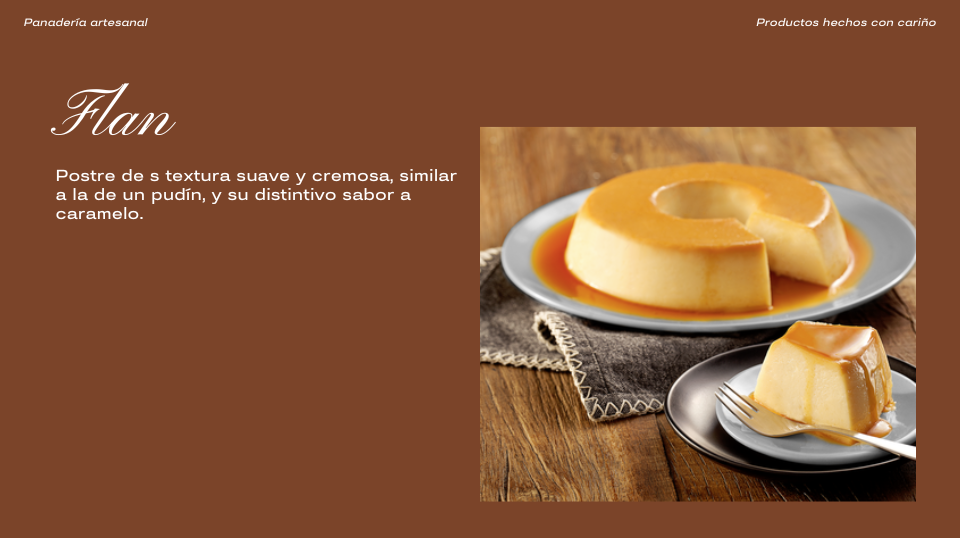 Panadería artesanal
Productos hechos con cariño
Flan
Postre de s textura suave y cremosa, similar
a la de un pudín, y su distintivo sabor a
caramelo.